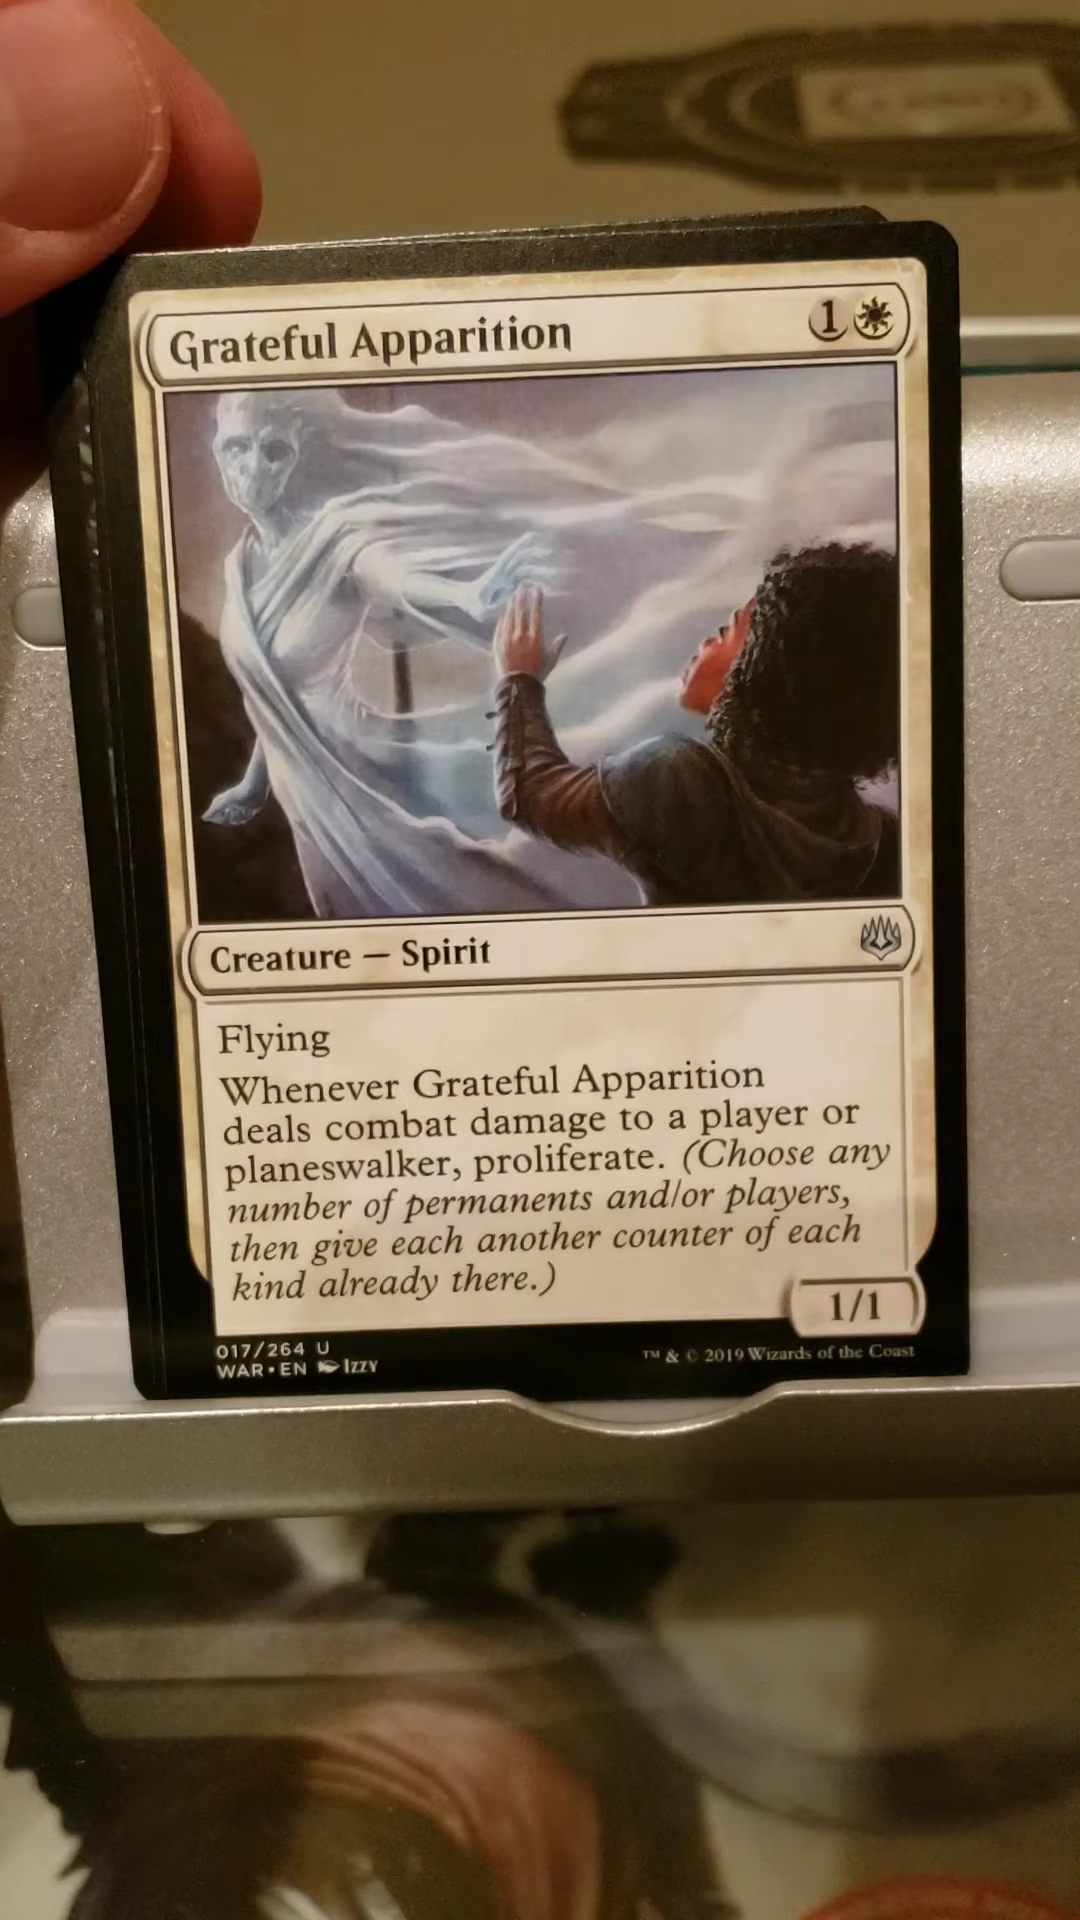 Grateful Apparition 1
Creature — Spirit
Flying
Whenever Grateful Apparition
deals combat damage to a player or
planeswalker, proliferate. (Choose any
number of permanents and/or players,
then give each another counter of each
kind already there.)
1/1
017/264 U
WAR • EN Izzy
™ & © 2019 Wizards of the Coast